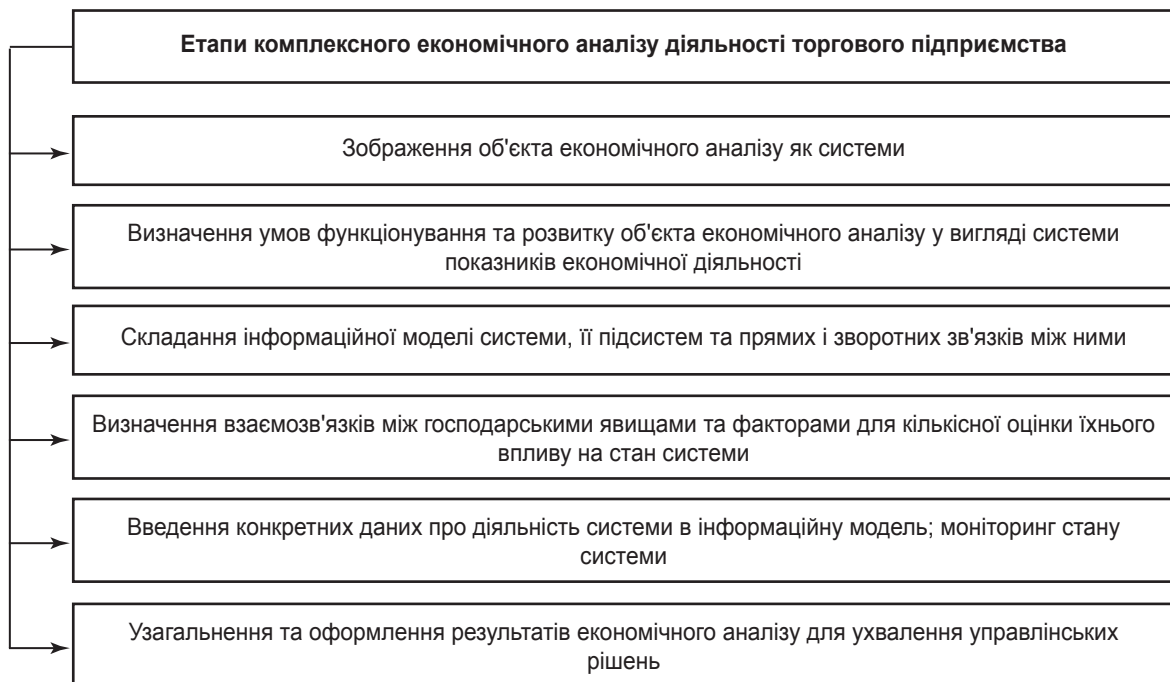 Етапи комплексного економічного аналізу діяльності торгового підприємства
Зображення об'єкта економічного аналізу як системи
Визначення умов функціонування та розвитку об'єкта економічного аналізу у вигляді системи
показників економічної діяльності
Складання інформаційної моделі системи, її підсистем та прямих і зворотних зв'язків між ними
Визначення взаємозв'язків між господарськими явищами та факторами для кількісної оцінки їхнього
впливу на стан системи
Введення конкретних даних про діяльність системи в інформаційну модель; моніторинг стану
системи
Узагальнення та оформлення результатів економічного аналізу для ухвалення управлінських
рішень